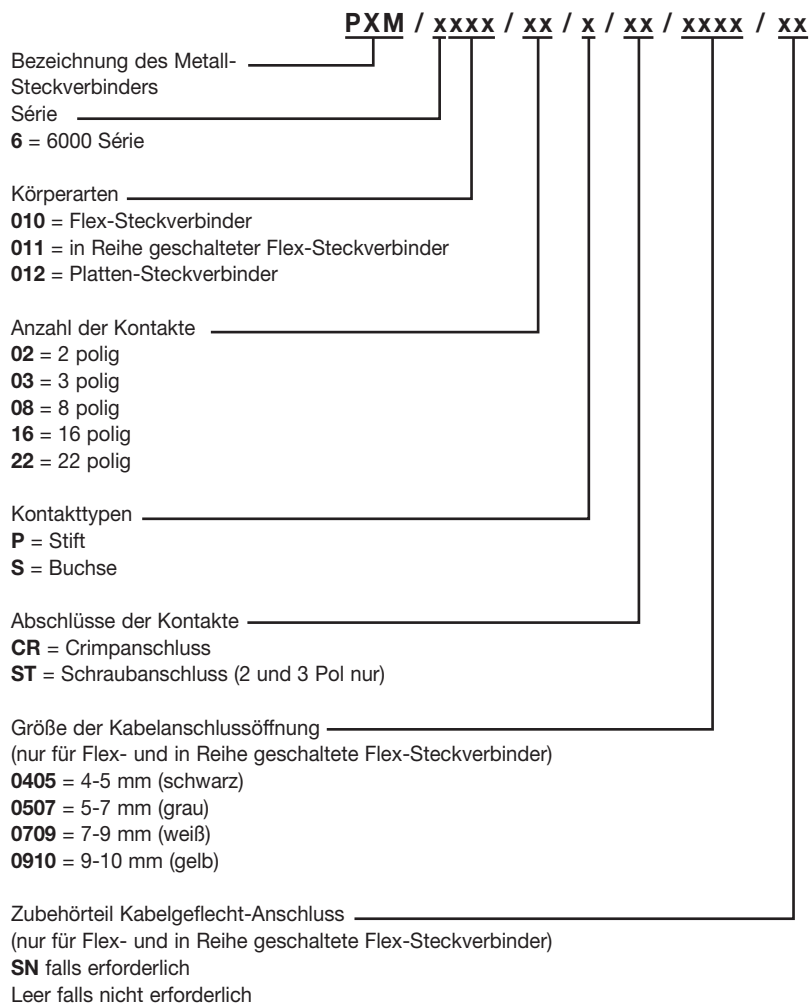 PXM / xxxx / xx / x / xx / xxxx / xx
Bezeichnung des Metall-
Steckverbinders
Série
6 = 6000 Série
Körperarten
010 = Flex-Steckverbinder
011 = in Reihe geschalteter Flex-Steckverbinder
012 = Platten-Steckverbinder
Anzahl der Kontakte
02 = 2 polig
03 = 3 polig
08 = 8 polig
16 = 16 polig
22 = 22 polig
Kontakttypen
P = Stift
S = Buchse
Abschlüsse der Kontakte
CR = Crimpanschluss
ST = Schraubanschluss (2 und 3 Pol nur)
Größe der Kabelanschlussöffnung
(nur für Flex- und in Reihe geschaltete Flex-Steckverbinder)
0405 = 4-5 mm (schwarz)
0507 = 5-7 mm (grau)
0709 = 7-9 mm (weiß)
0910 = 9-10 mm (gelb)
Zubehörteil Kabelgeflecht-Anschluss
(nur für Flex- und in Reihe geschaltete Flex-Steckverbinder)
SN falls erforderlich
Leer falls nicht erforderlich